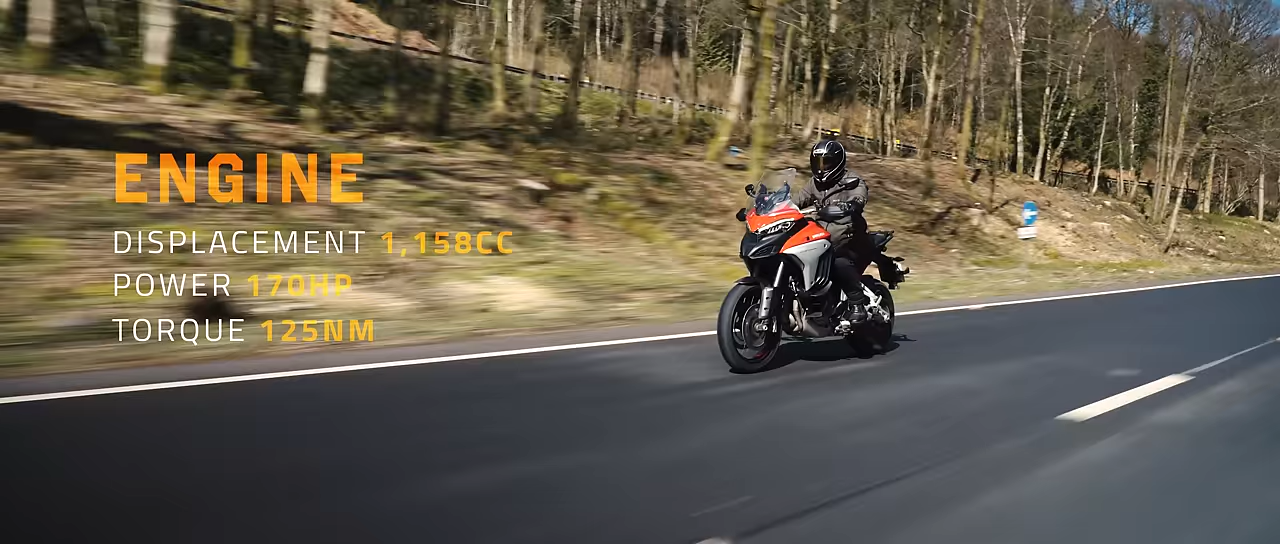 ENGINE
DISPLACEMENT 1,158CC
POWER 170HP
TORQUE 125NM